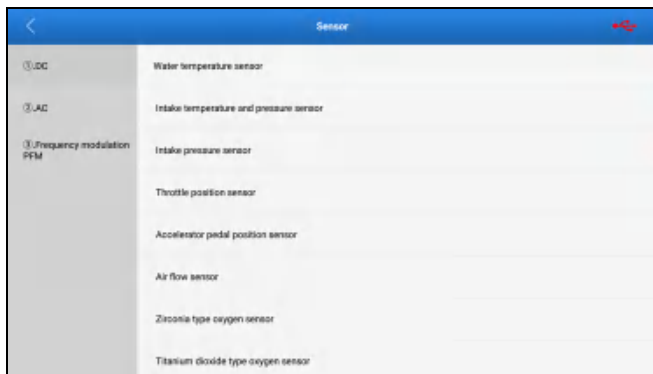 Sensor
①.DC
②.AC
③.Frequency modulation
PFM
Water temperature sensor
Intake temperature and pressure sensor
Intake pressure sensor
Throttle position sensor
Accelerator pedal position sensor
Air flow sensor
Zirconia type oxygen sensor
Titanium dioxide type oxygen sensor